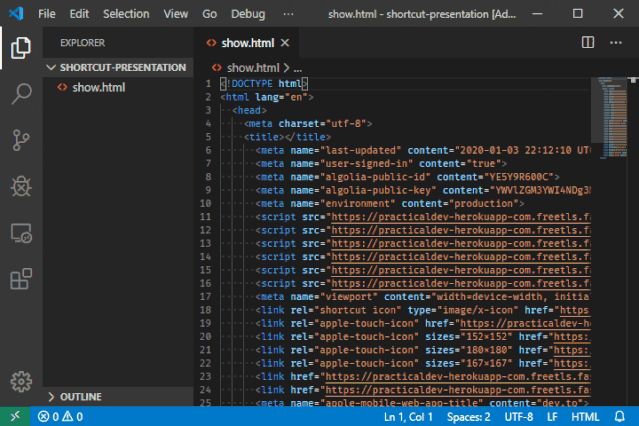 File Edit Selection View Go Debug ··· show.html - shortcut-presentation [Ad...
EXPLORER
SHORTCUT-PRESENTATION
show.html
OUTLINE
show.html
show.html > ...
1 <!DOCTYPE html>
2 <html lang="en">
3 <head>
4 <meta charset="utf-8">
5 <title></title>
6 <meta name="last-updated" content="2020-01-03 22:12:10 UT
7 <meta name="user-signed-in" content="true">
8 <meta name="algolia-public-id" content="YE5Y9R600C">
9 <meta name="algolia-public-key" content="YWVlZGM3YWI4NDg3
10 <meta name="environment" content="production">
11 <script src="https://practicaldev-herokuapp-com.freetls.fa
12 <script src="https://practicaldev-herokuapp-com.freetls.fa
13 <script src="https://practicaldev-herokuapp-com.freetls.fa
14 <script src="https://practicaldev-herokuapp-com.freetls.fa
15 <script src="https://practicaldev-herokuapp-com.freetls.fa
16 <script src="https://practicaldev-herokuapp-com.freetls.fa
17 <meta name="viewport" content="width=device-width, initia
18 <link rel="shortcut icon" type="image/x-icon" href="https
19 <link rel="apple-touch-icon" href="https://practicaldev-he
20 <link rel="apple-touch-icon" sizes="152×152" href="https:
21 <link rel="apple-touch-icon" sizes="180×180" href="https:
22 <link rel="apple-touch-icon" sizes="167×167" href="https:
23 <link href="https://practicaldev-herokuapp-com.freetls.fas
24 <link href="https://practicaldev-herokuapp-com.freetls.fas
25 <meta name="apple-mobile-web-app-title" content="dev.to">
0 0 Ln 1, Col 1 Spaces: 2 UTF-8 LF HTML